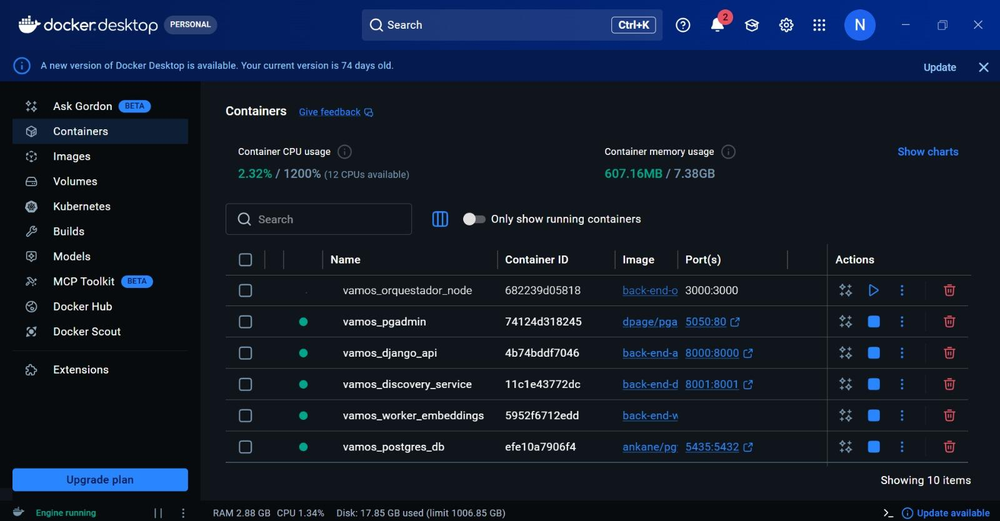 docker.desktop PERSONAL Search Ctrl+K 2 N
A new version of Docker Desktop is available. Your current version is 74 days old. Update
Ask Gordon BETA
Containers
Images
Volumes
Kubernetes
Builds
Models
MCP Toolkit BETA
Docker Hub
Docker Scout
Extensions
Upgrade plan
Containers Give feedback
Container CPU usage
2.32% / 1200% (12 CPUs available)
Container memory usage
607.16MB / 7.38GB
Show charts
Search Only show running containers
Name Container ID Image Port(s) Actions
vamos_orquestador_node 682239d05818 back-end-o 3000:3000
vamos_pgadmin 74124d318245 dpage/pga 5050:80
vamos_django_api 4b74bddf7046 back-end-a 8000:8000
vamos_discovery_service 11c1e43772dc back-end-d 8001:8001
vamos_worker_embeddings 5952f6712edd back-end-w
vamos_postgres_db efe10a7906f4 ankane/pg 5435:5432
Showing 10 items
Engine running RAM 2.88 GB CPU 1.34% Disk: 17.85 GB used (limit 1006.85 GB) Update available